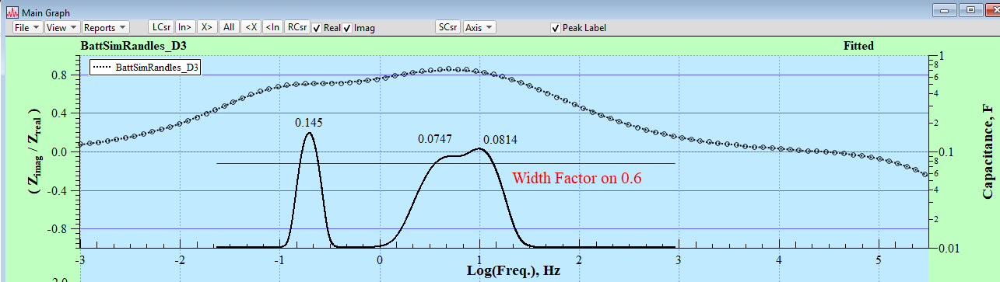 Main Graph
File View Reports LCsr In> X> All <X <In RCsr Real Imag SCsr Axis Peak Label
BattSimRandles_D3 Fitted
BattSimRandles_D3
( Zimag / Zreal )
0.8
0.4
0.0
-0.4
-0.8
0.145
0.0747
0.0814
Width Factor on 0.6
1
8
6
4
2
0.1
8
6
4
2
0.01
Capacitance, F
-3 -2 -1 0 1 2 3 4 5
Log(Freq.), Hz